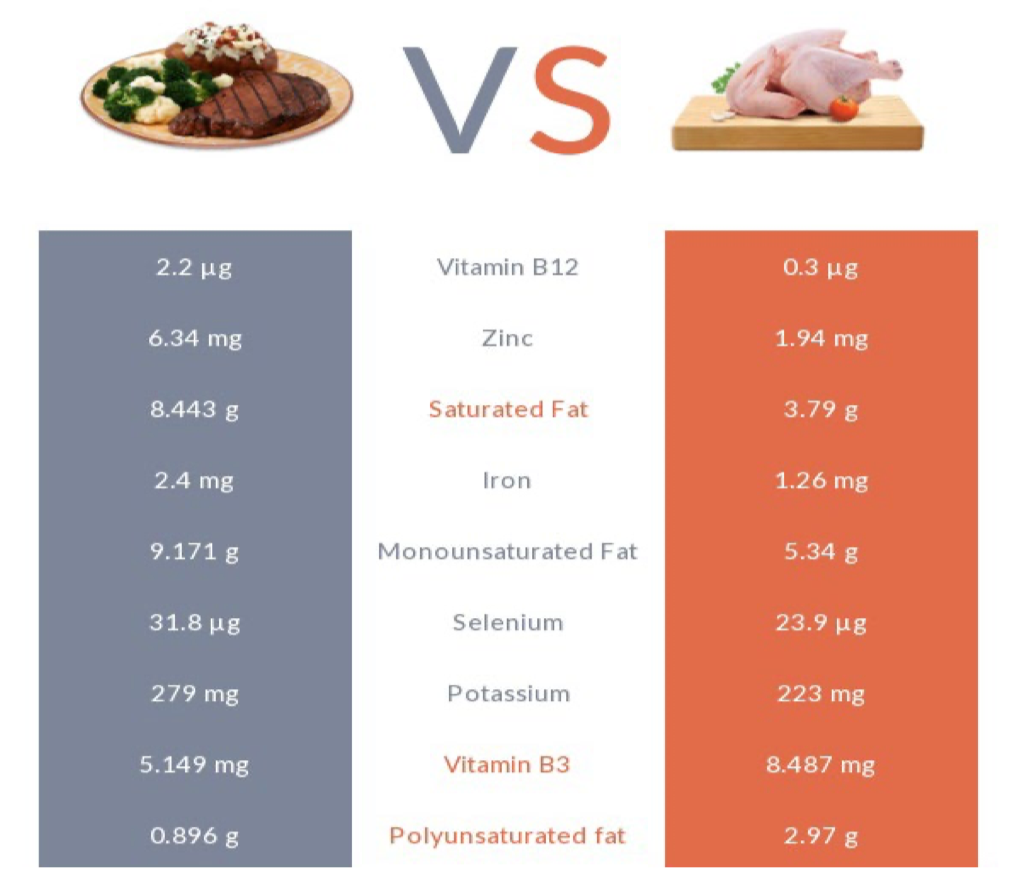 VS
2.2 µg Vitamin B12 0.3 µg
6.34 mg Zinc 1.94 mg
8.443 g Saturated Fat 3.79 g
2.4 mg Iron 1.26 mg
9.171 g Monounsaturated Fat 5.34 g
31.8 µg Selenium 23.9 µg
279 mg Potassium 223 mg
5.149 mg Vitamin B3 8.487 mg
0.896 g Polyunsaturated fat 2.97 g